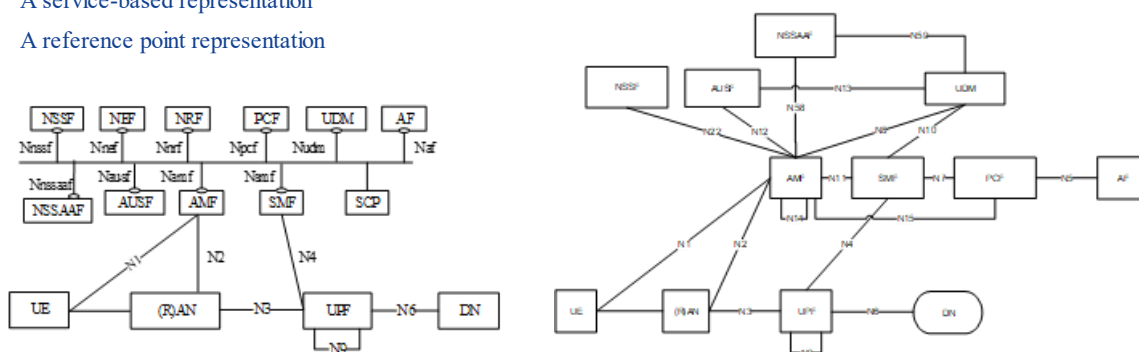 A service-based representation
A reference point representation
NSSF NEF NRF PCF UDM AF
Nnssf Nnef Nnrf Npcf Nudm Naf
Nnssaaf Nausf Namf Nsmf
NSSAAF AUSF AMF SMF SCP
N1 N2 N4
UE (R)AN N3 UPF N6 DN
N9
NSSAAF N59
NSSF AUSF N13 UDM
N58
N22 N12 N8 N10
AMF N11 SMF N7 PCF N5 AF
N14 N15
N1 N2 N4
UE (R)AN N3 UPF N6 DN